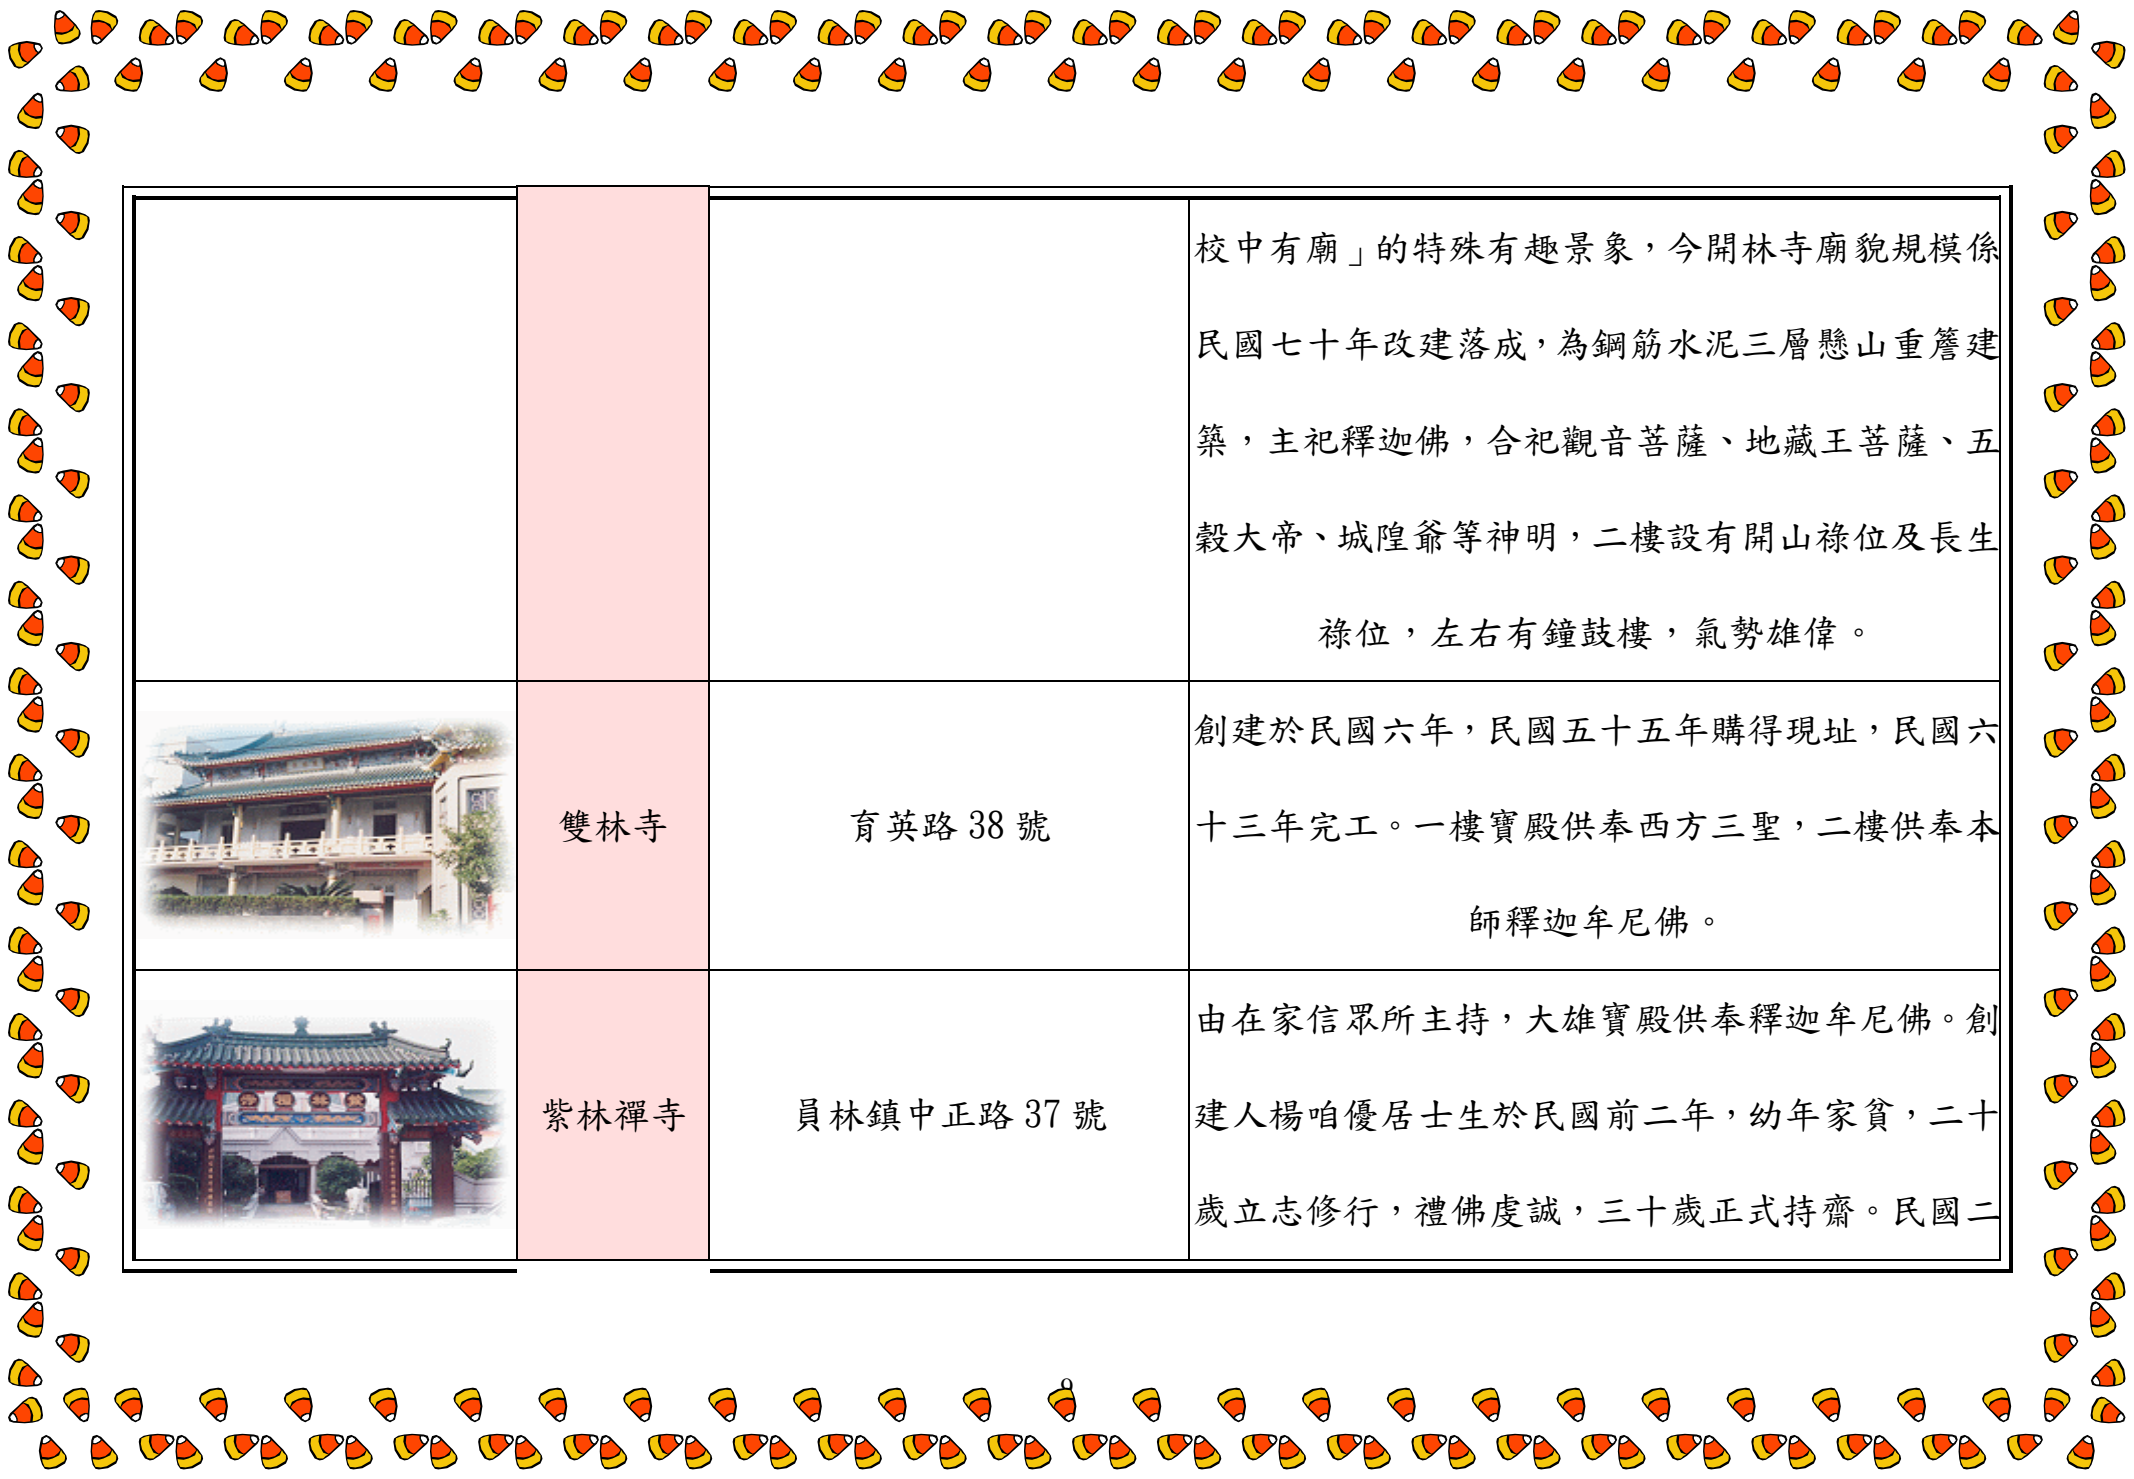 校中有廟」的特殊有趣景象，今開林寺廟貌規模係
民國七十年改建落成，為鋼筋水泥三層懸山重簷建
築，主祀釋迦佛，合祀觀音菩薩、地藏王菩薩、五
穀大帝、城隍爺等神明，二樓設有開山祿位及長生
祿位，左右有鐘鼓樓，氣勢雄偉。
雙林寺
育英路 38 號
創建於民國六年，民國五十五年購得現址，民國六
十三年完工。一樓寶殿供奉西方三聖，二樓供奉本
師釋迦牟尼佛。
紫林禪寺
員林鎮中正路 37 號
由在家信眾所主持，大雄寶殿供奉釋迦牟尼佛。創
建人楊咱優居士生於民國前二年，幼年家貧，二十
歲立志修行，禮佛虔誠，三十歲正式持齋。民國二
9